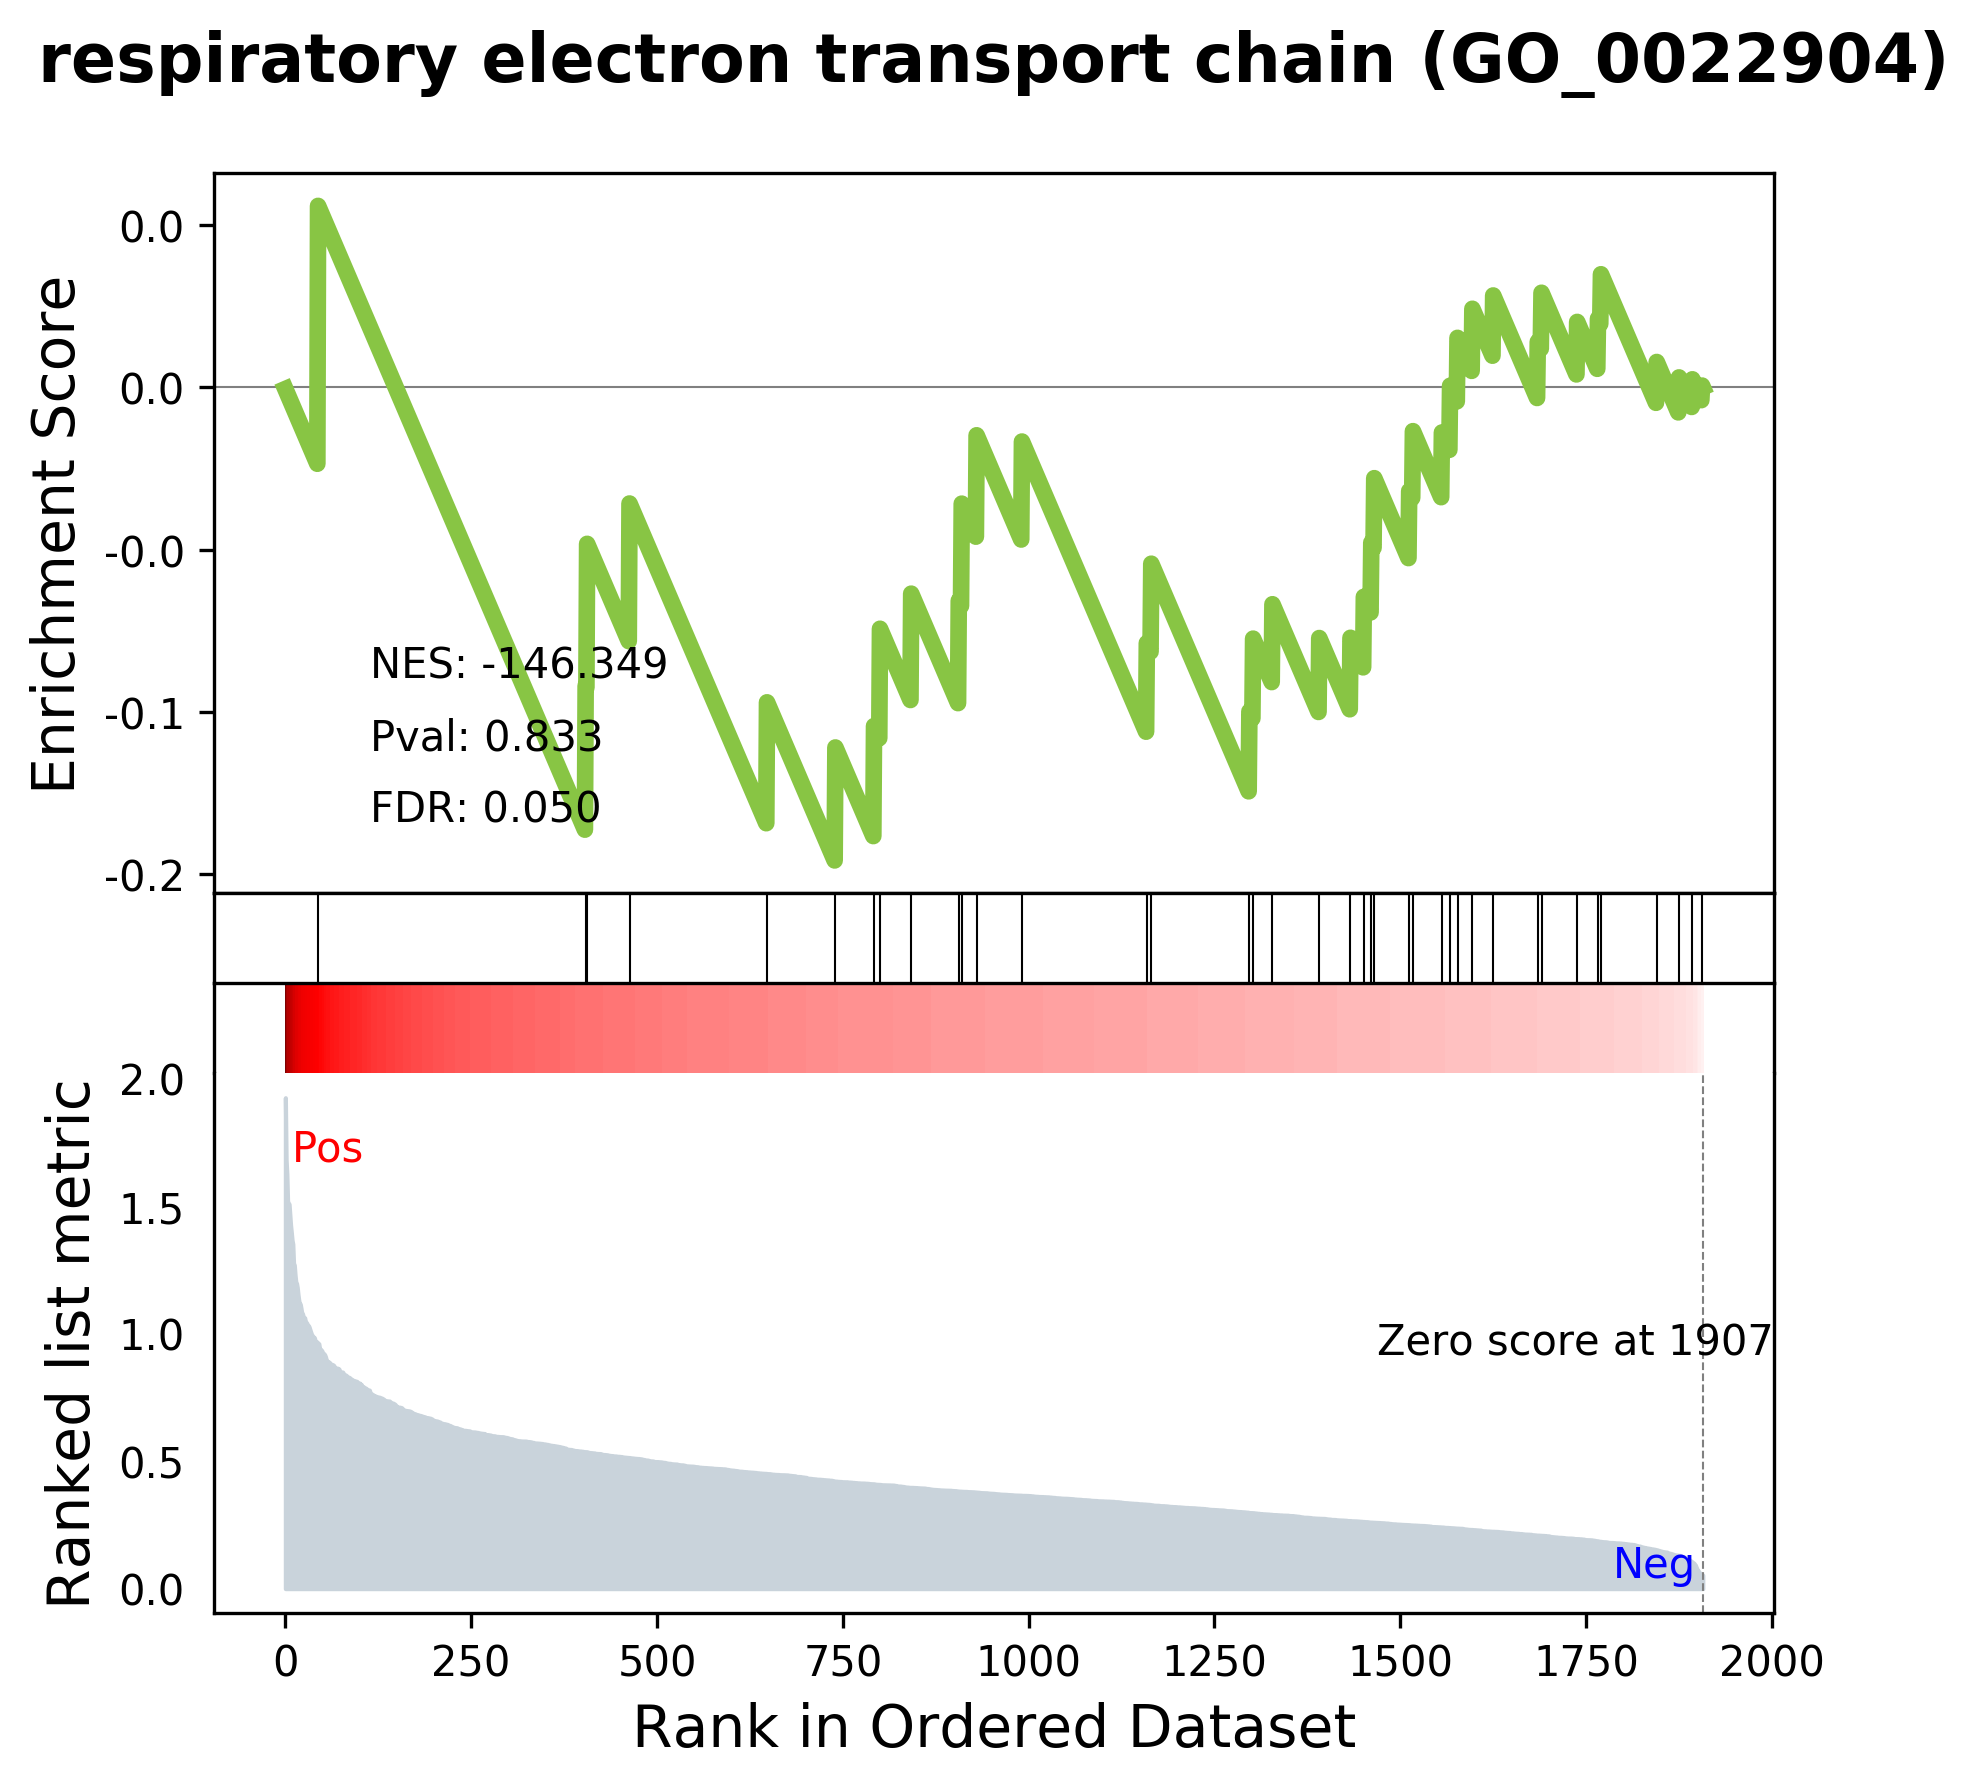 respiratory electron transport chain (GO_0022904)
Enrichment Score
0.0
0.0
-0.0
-0.1
-0.2
NES: -146.349
Pval: 0.833
FDR: 0.050
Ranked list metric
2.0
1.5
1.0
0.5
0.0
Pos
Zero score at 1907
Neg
0 250 500 750 1000 1250 1500 1750 2000
Rank in Ordered Dataset